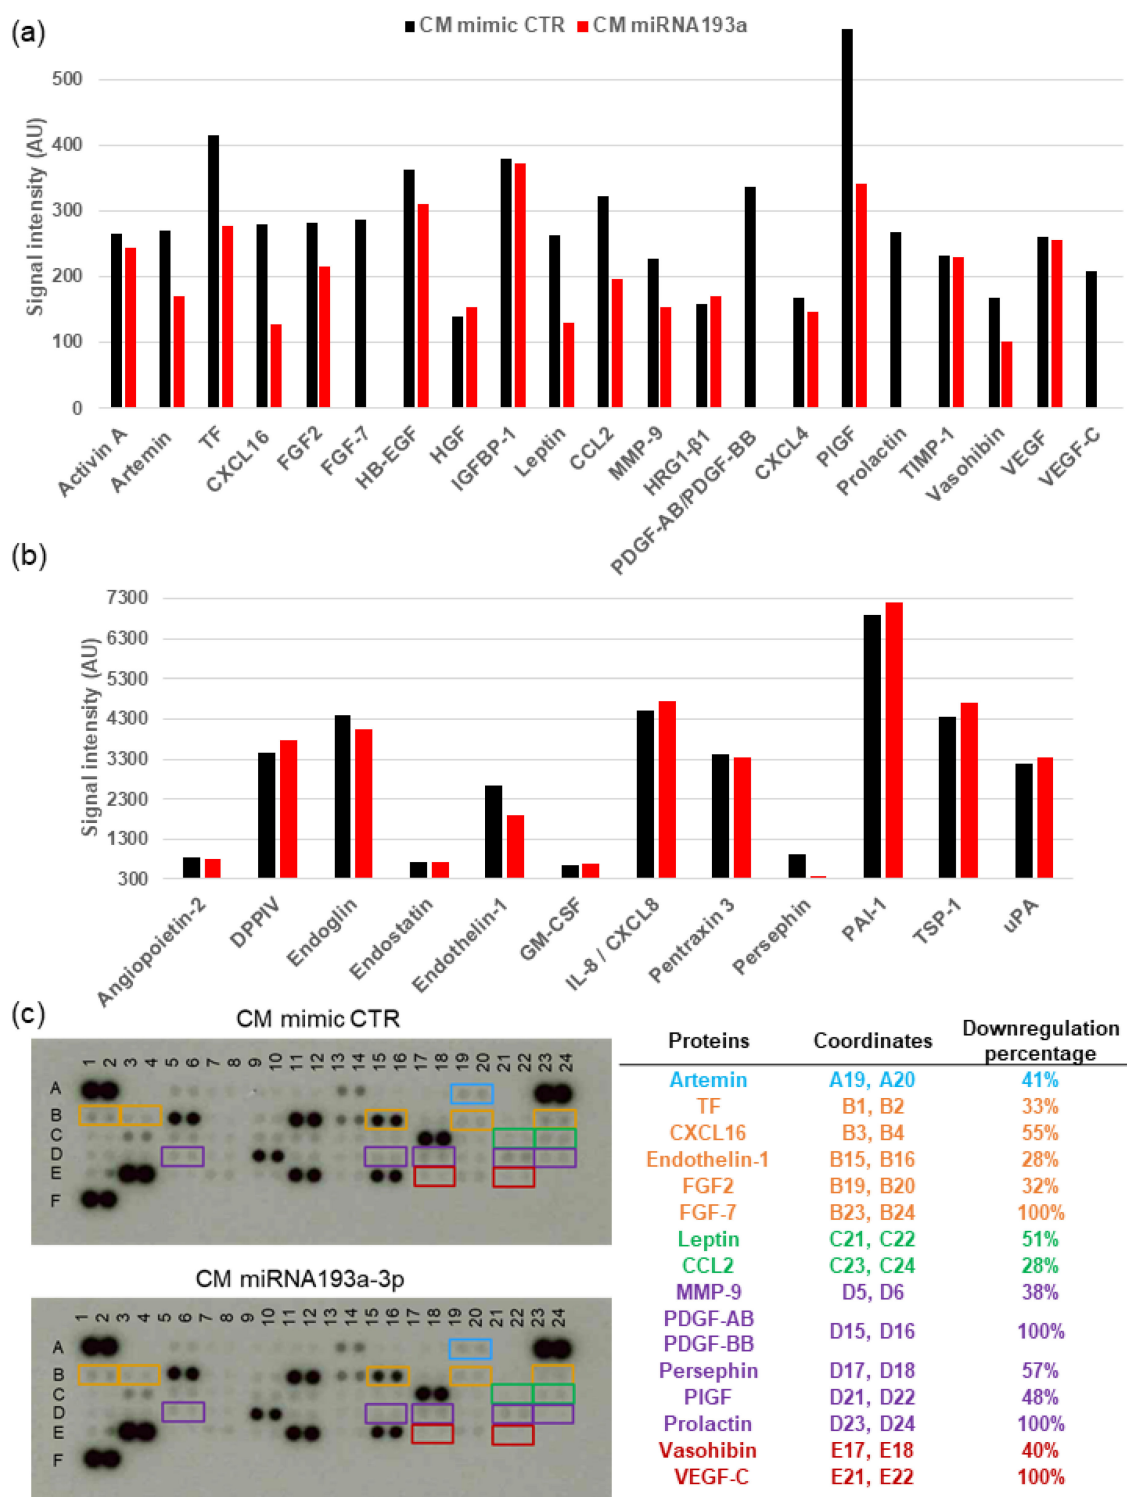 (a)
CM mimic CTR CM miRNA193a
Signal intensity (AU)
500
400
300
200
100
0
Activin A
Artemin
TF
CXCL16
FGF2
FGF-7
HB-EGF
HGF
IGFBP-1
Leptin
CCL2
MMP-9
HRG1-β1
PDGF-AB/PDGF-BB
CXCL4
PIGF
Prolactin
TIMP-1
Vasohibin
VEGF
VEGF-C
(b)
Signal intensity (AU)
7300
6300
5300
4300
3300
2300
1300
300
Angiopoietin-2
DPPIV
Endoglin
Endostatin
Endothelin-1
GM-CSF
IL-8 / CXCL8
Pentraxin 3
Persephin
PAI-1
TSP-1
uPA
(c)
CM mimic CTR
1 2 3 4 5 6 7 8 9 10 11 12 13 14 15 16 17 18 19 20 21 22 23 24
A
B
C
D
E
F
CM miRNA193a-3p
1 2 3 4 5 6 7 8 9 10 11 12 13 14 15 16 17 18 19 20 21 22 23 24
A
B
C
D
E
F
Proteins Coordinates Downregulation
percentage
Artemin A19, A20 41%
TF B1, B2 33%
CXCL16 B3, B4 55%
Endothelin-1 B15, B16 28%
FGF2 B19, B20 32%
FGF-7 B23, B24 100%
Leptin C21, C22 51%
CCL2 C23, C24 28%
MMP-9 D5, D6 38%
PDGF-AB
PDGF-BB D15, D16 100%
Persephin D17, D18 57%
PIGF D21, D22 48%
Prolactin D23, D24 100%
Vasohibin E17, E18 40%
VEGF-C E21, E22 100%